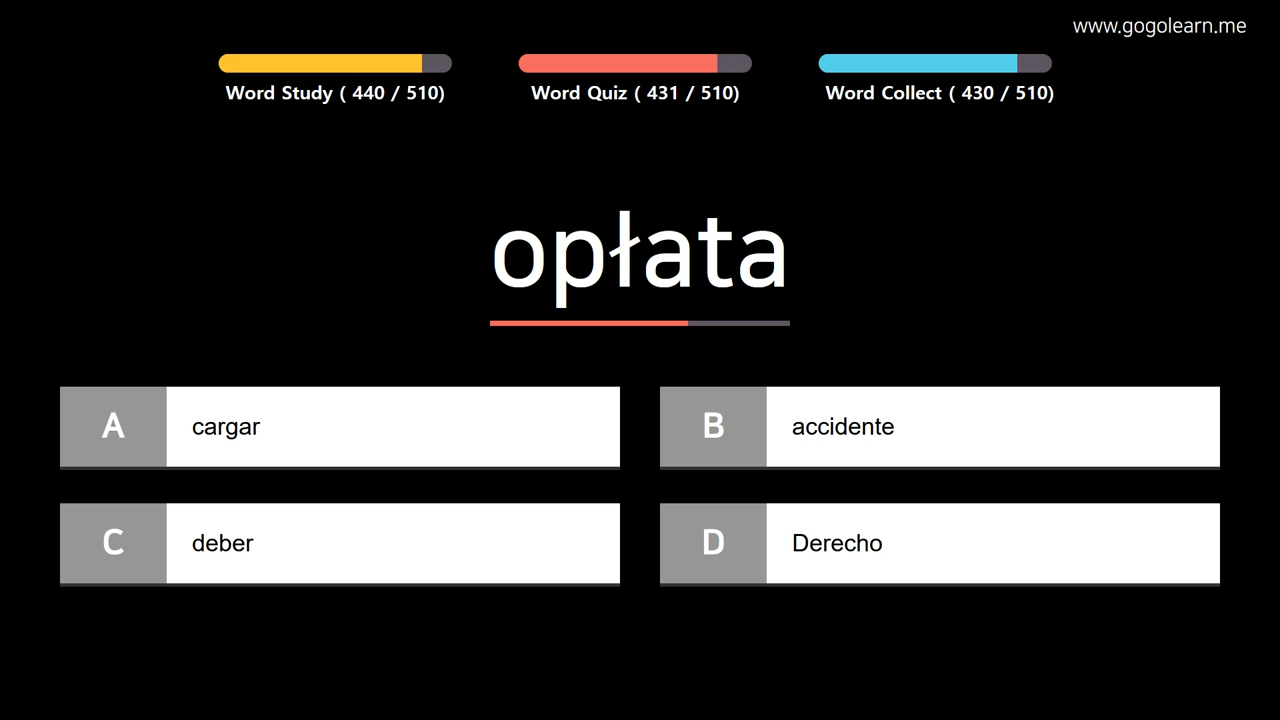 www.gogolearn.me
Word Study ( 440 / 510)
Word Quiz ( 431 / 510)
Word Collect ( 430 / 510)
opłata
A cargar
B accidente
C deber
D Derecho